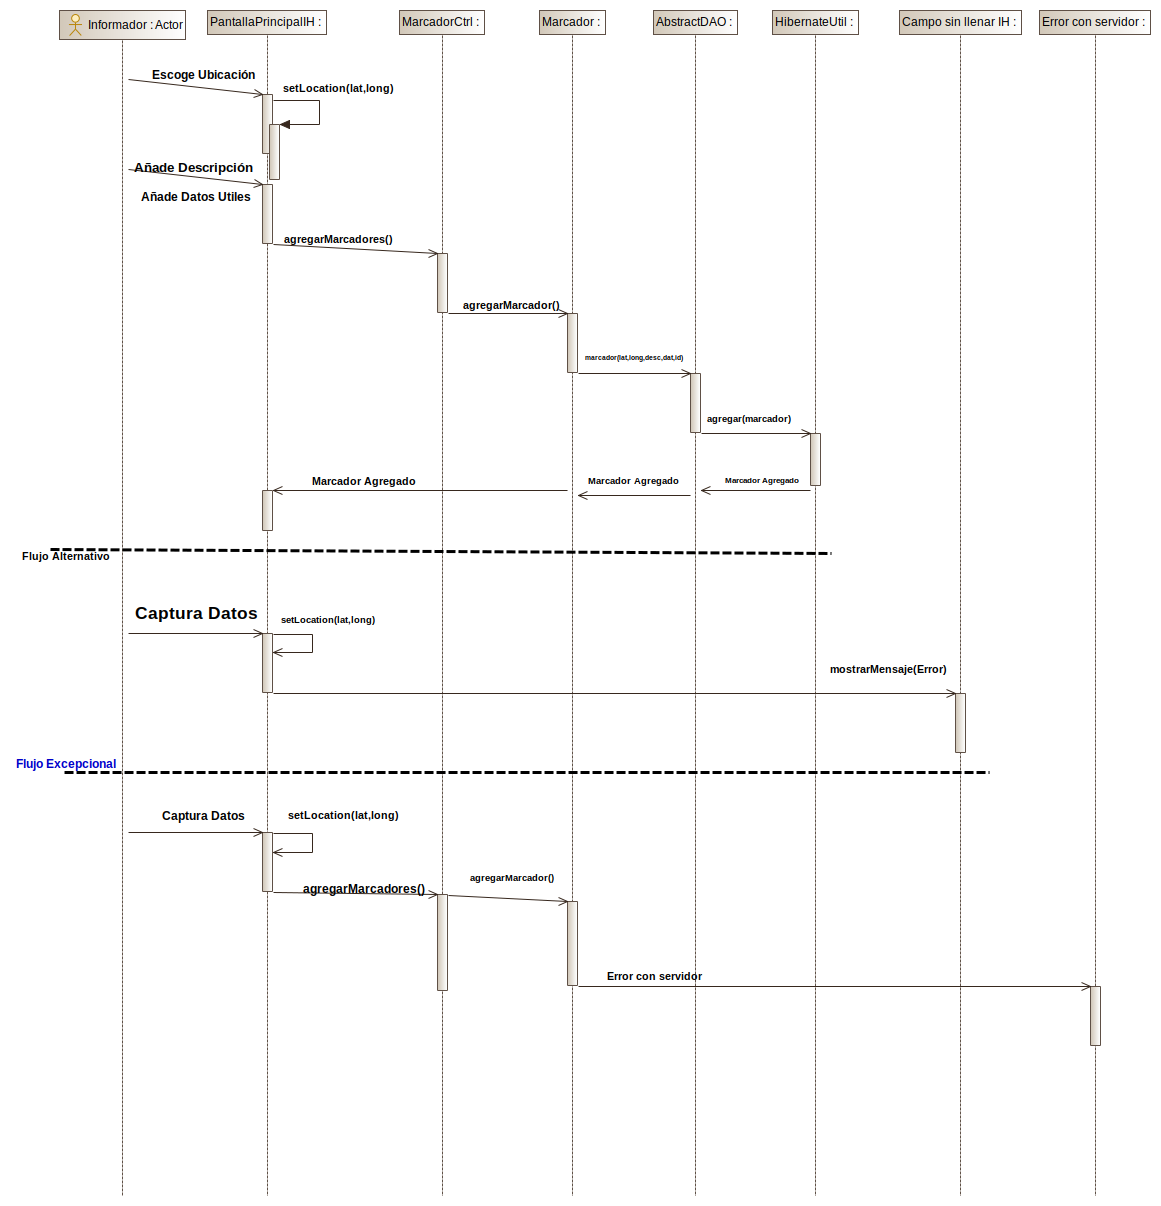 Informador : Actor
PantallaPrincipalIH :
MarcadorCtrl :
Marcador :
AbstractDAO :
HibernateUtil :
Campo sin llenar IH :
Error con servidor :
Escoge Ubicación
setLocation(lat,long)
Añade Descripción
Añade Datos Utiles
agregarMarcadores()
agregarMarcador()
marcador(lat,long,desc,dat,id)
agregar(marcador)
Marcador Agregado
Marcador Agregado
Marcador Agregado
Flujo Alternativo
Captura Datos
setLocation(lat,long)
mostrarMensaje(Error)
Flujo Excepcional
Captura Datos
setLocation(lat,long)
agregarMarcadores()
agregarMarcador()
Error con servidor